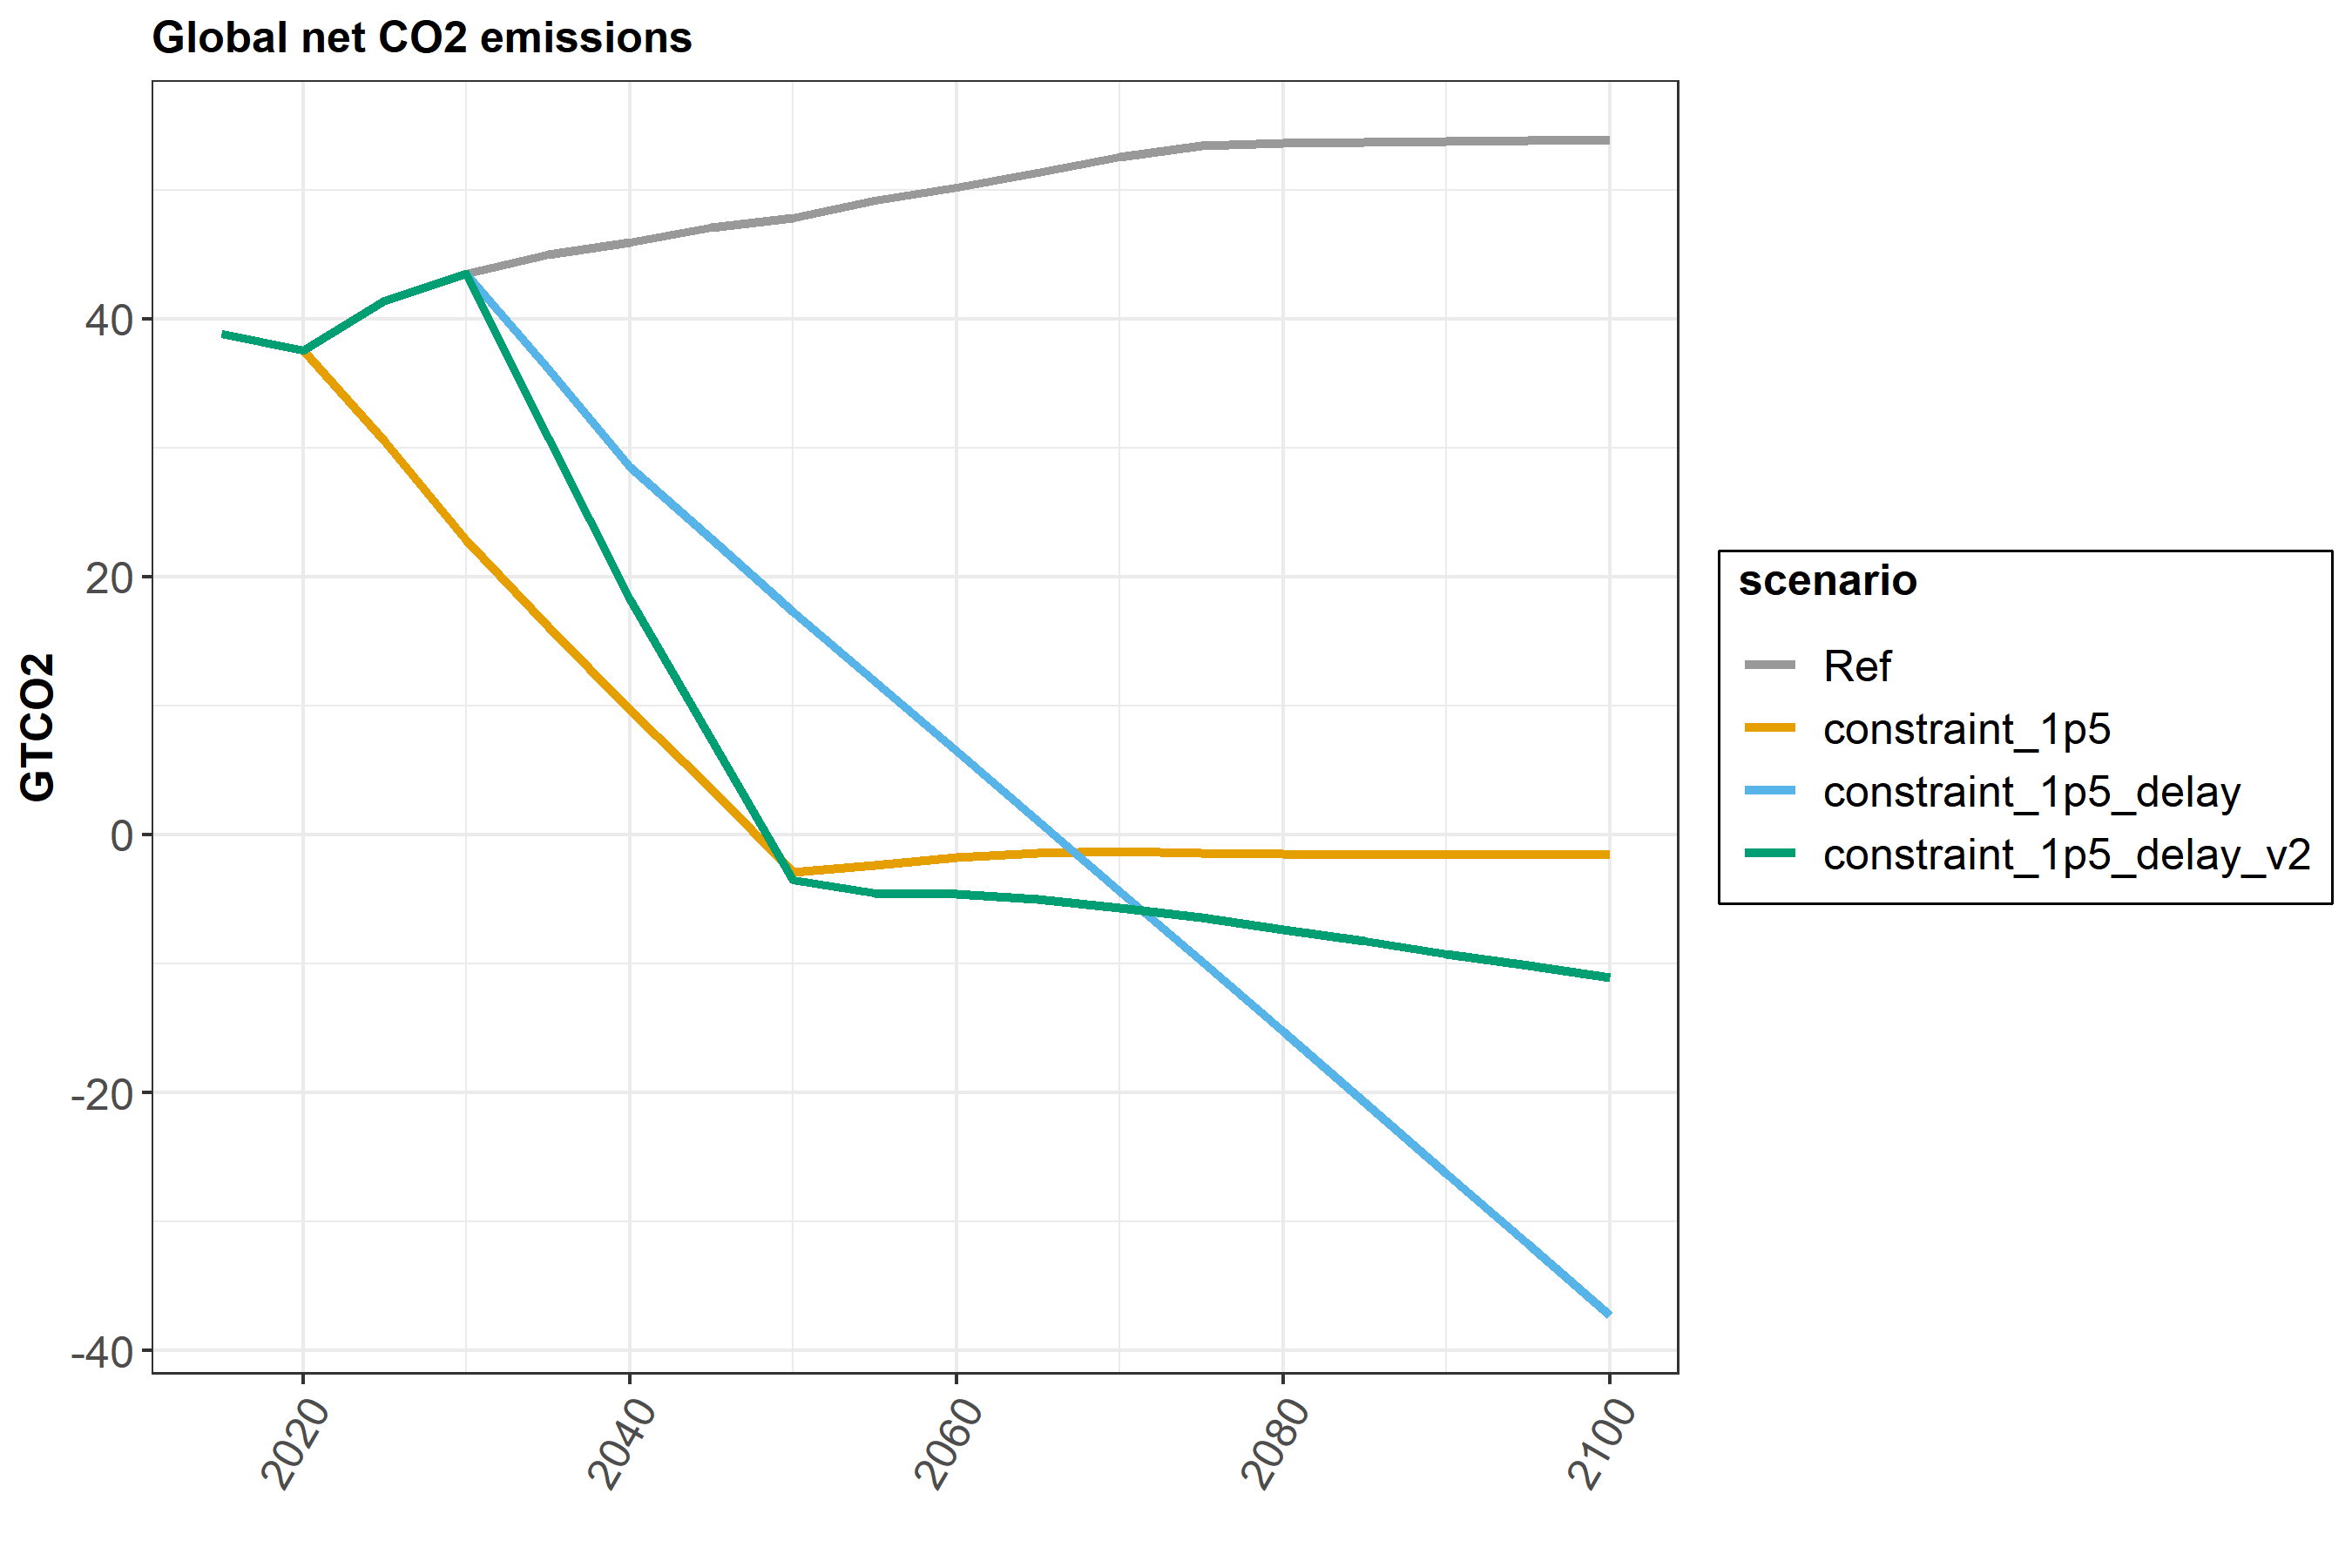 Global net CO2 emissions
GTCO2
40
20
0
-20
-40
2020
2040
2060
2080
2100
scenario
Ref
constraint_1p5
constraint_1p5_delay
constraint_1p5_delay_v2